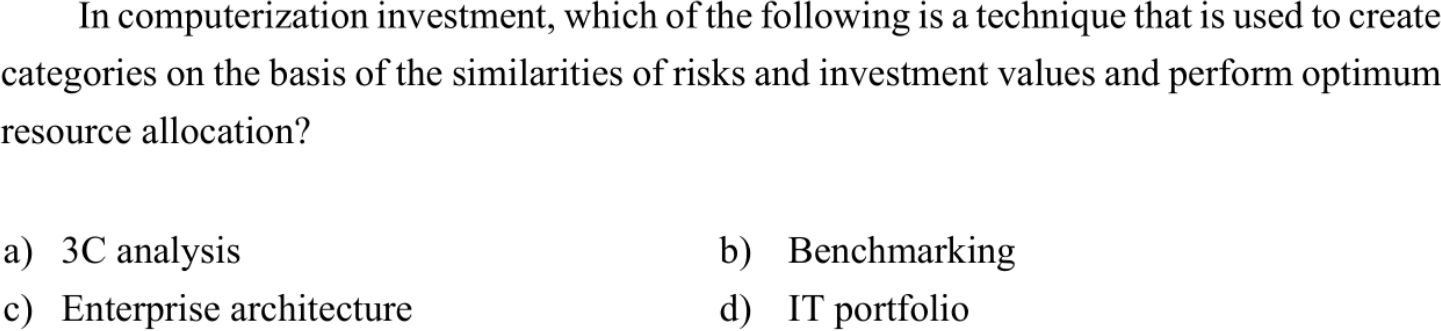 In computerization investment, which of the following is a technique that is used to create
categories on the basis of the similarities of risks and investment values and perform optimum
resource allocation?
a) 3C analysis b) Benchmarking
c) Enterprise architecture d) IT portfolio